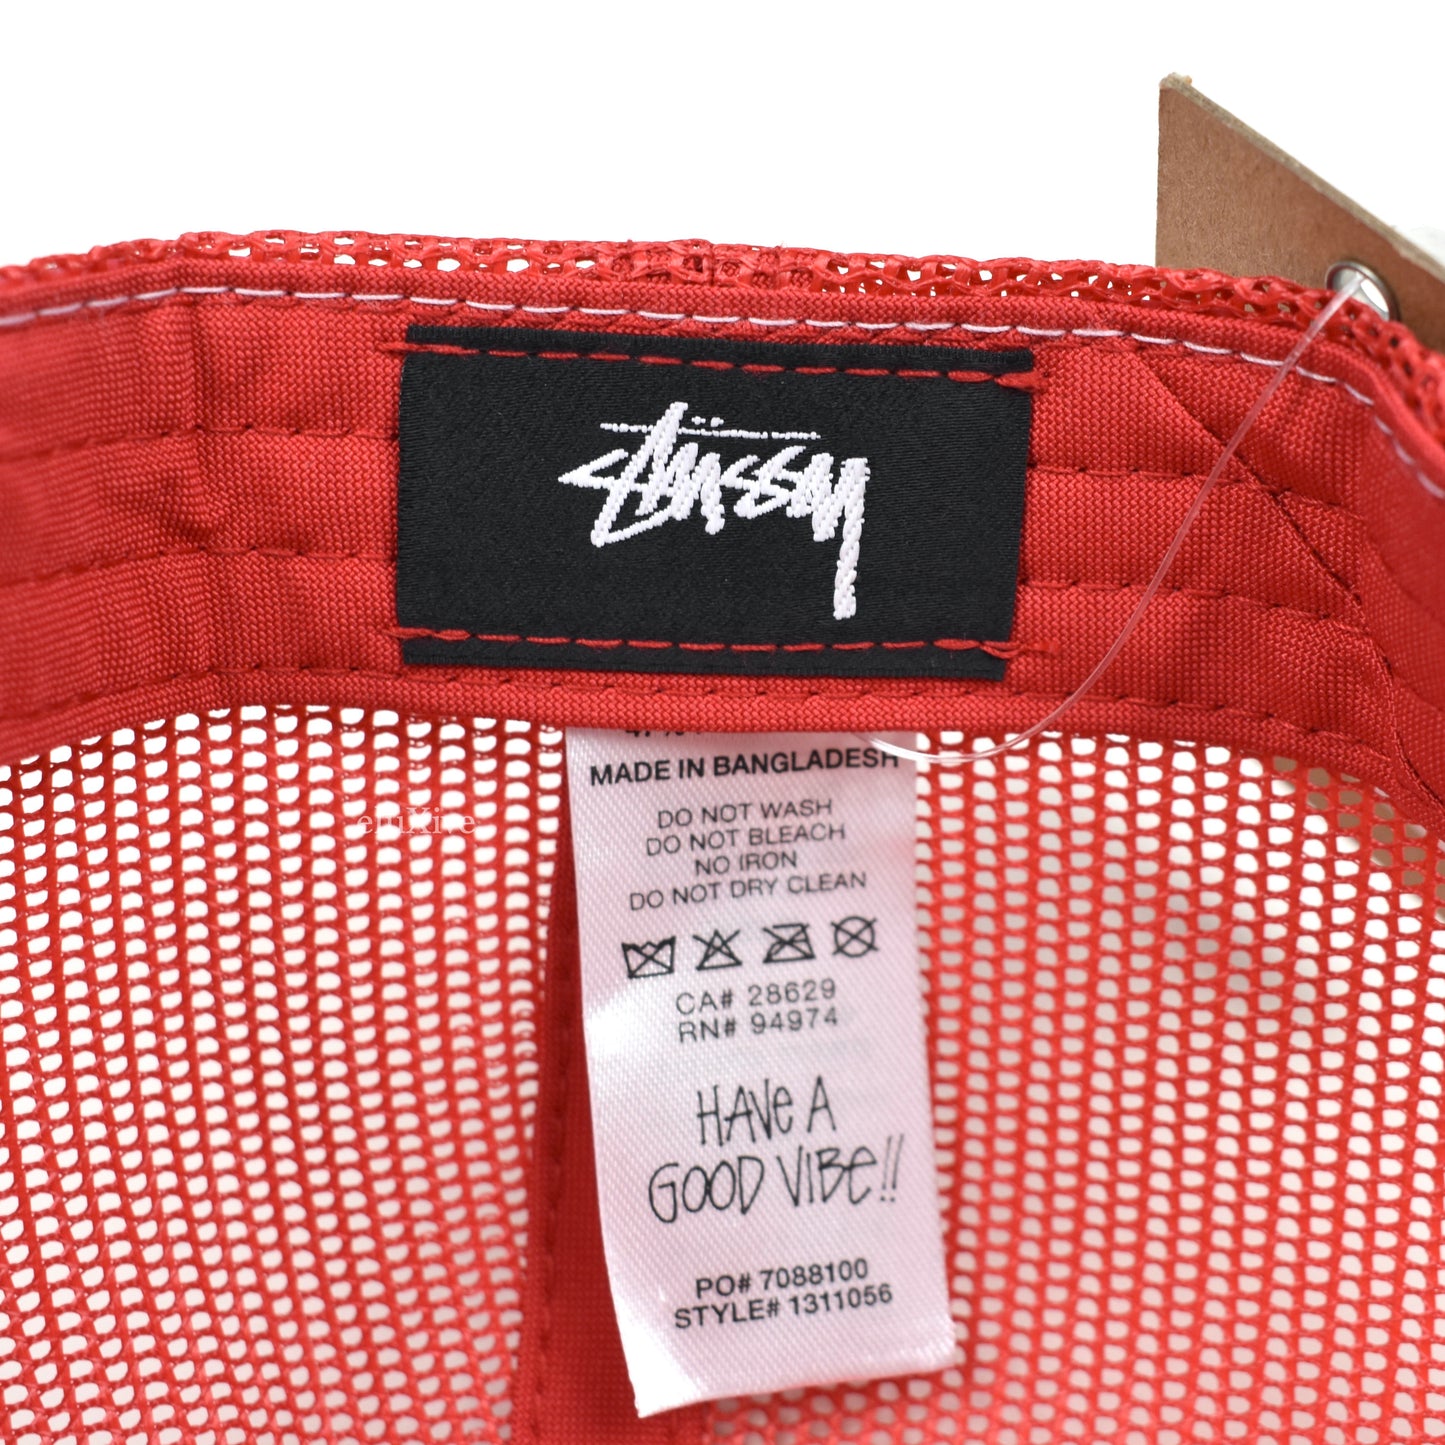 Stüssy
MADE IN BANGLADESH
DO NOT WASH
DO NOT BLEACH
NO IRON
DO NOT DRY CLEAN
CA# 28629
RN# 94974
HAVE A
GOOD VIBE!!
PO# 7088100
STYLE# 1311056